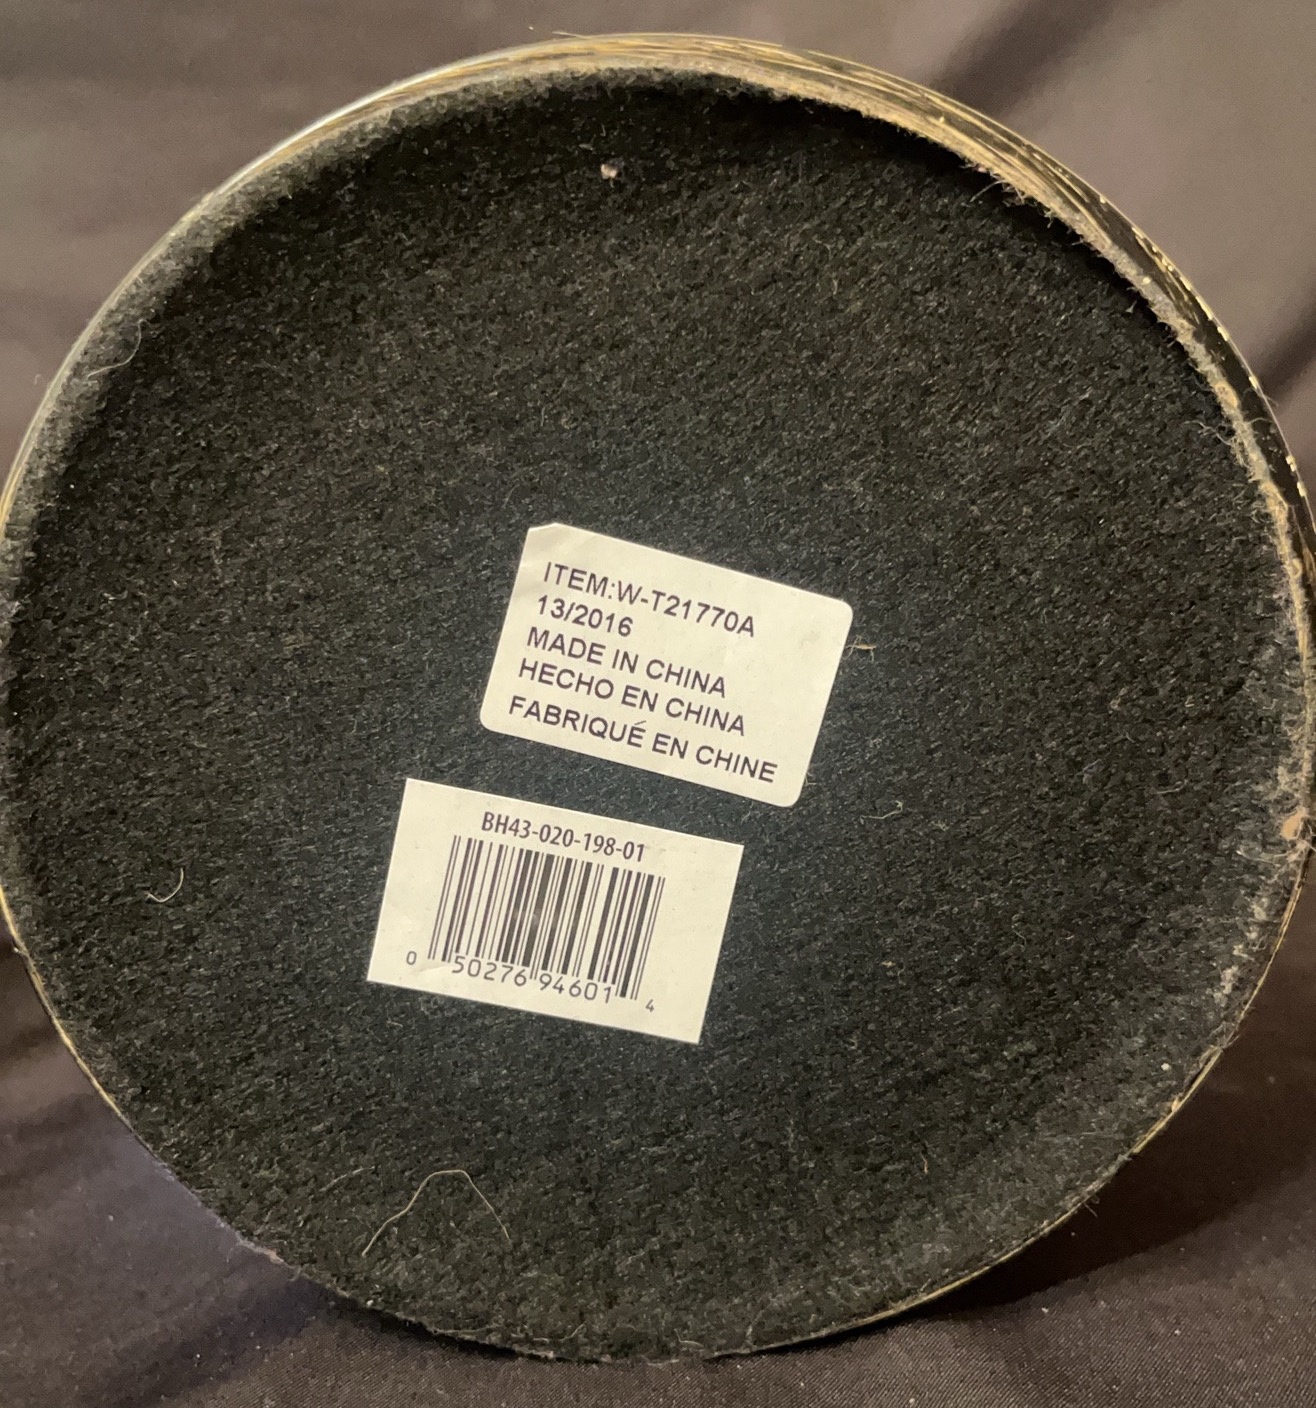 ITEM:W-T21770A
13/2016
MADE IN CHINA
HECHO EN CHINA
FABRIQUÉ EN CHINE
BH43-020-198-01
0 50276 94601 4